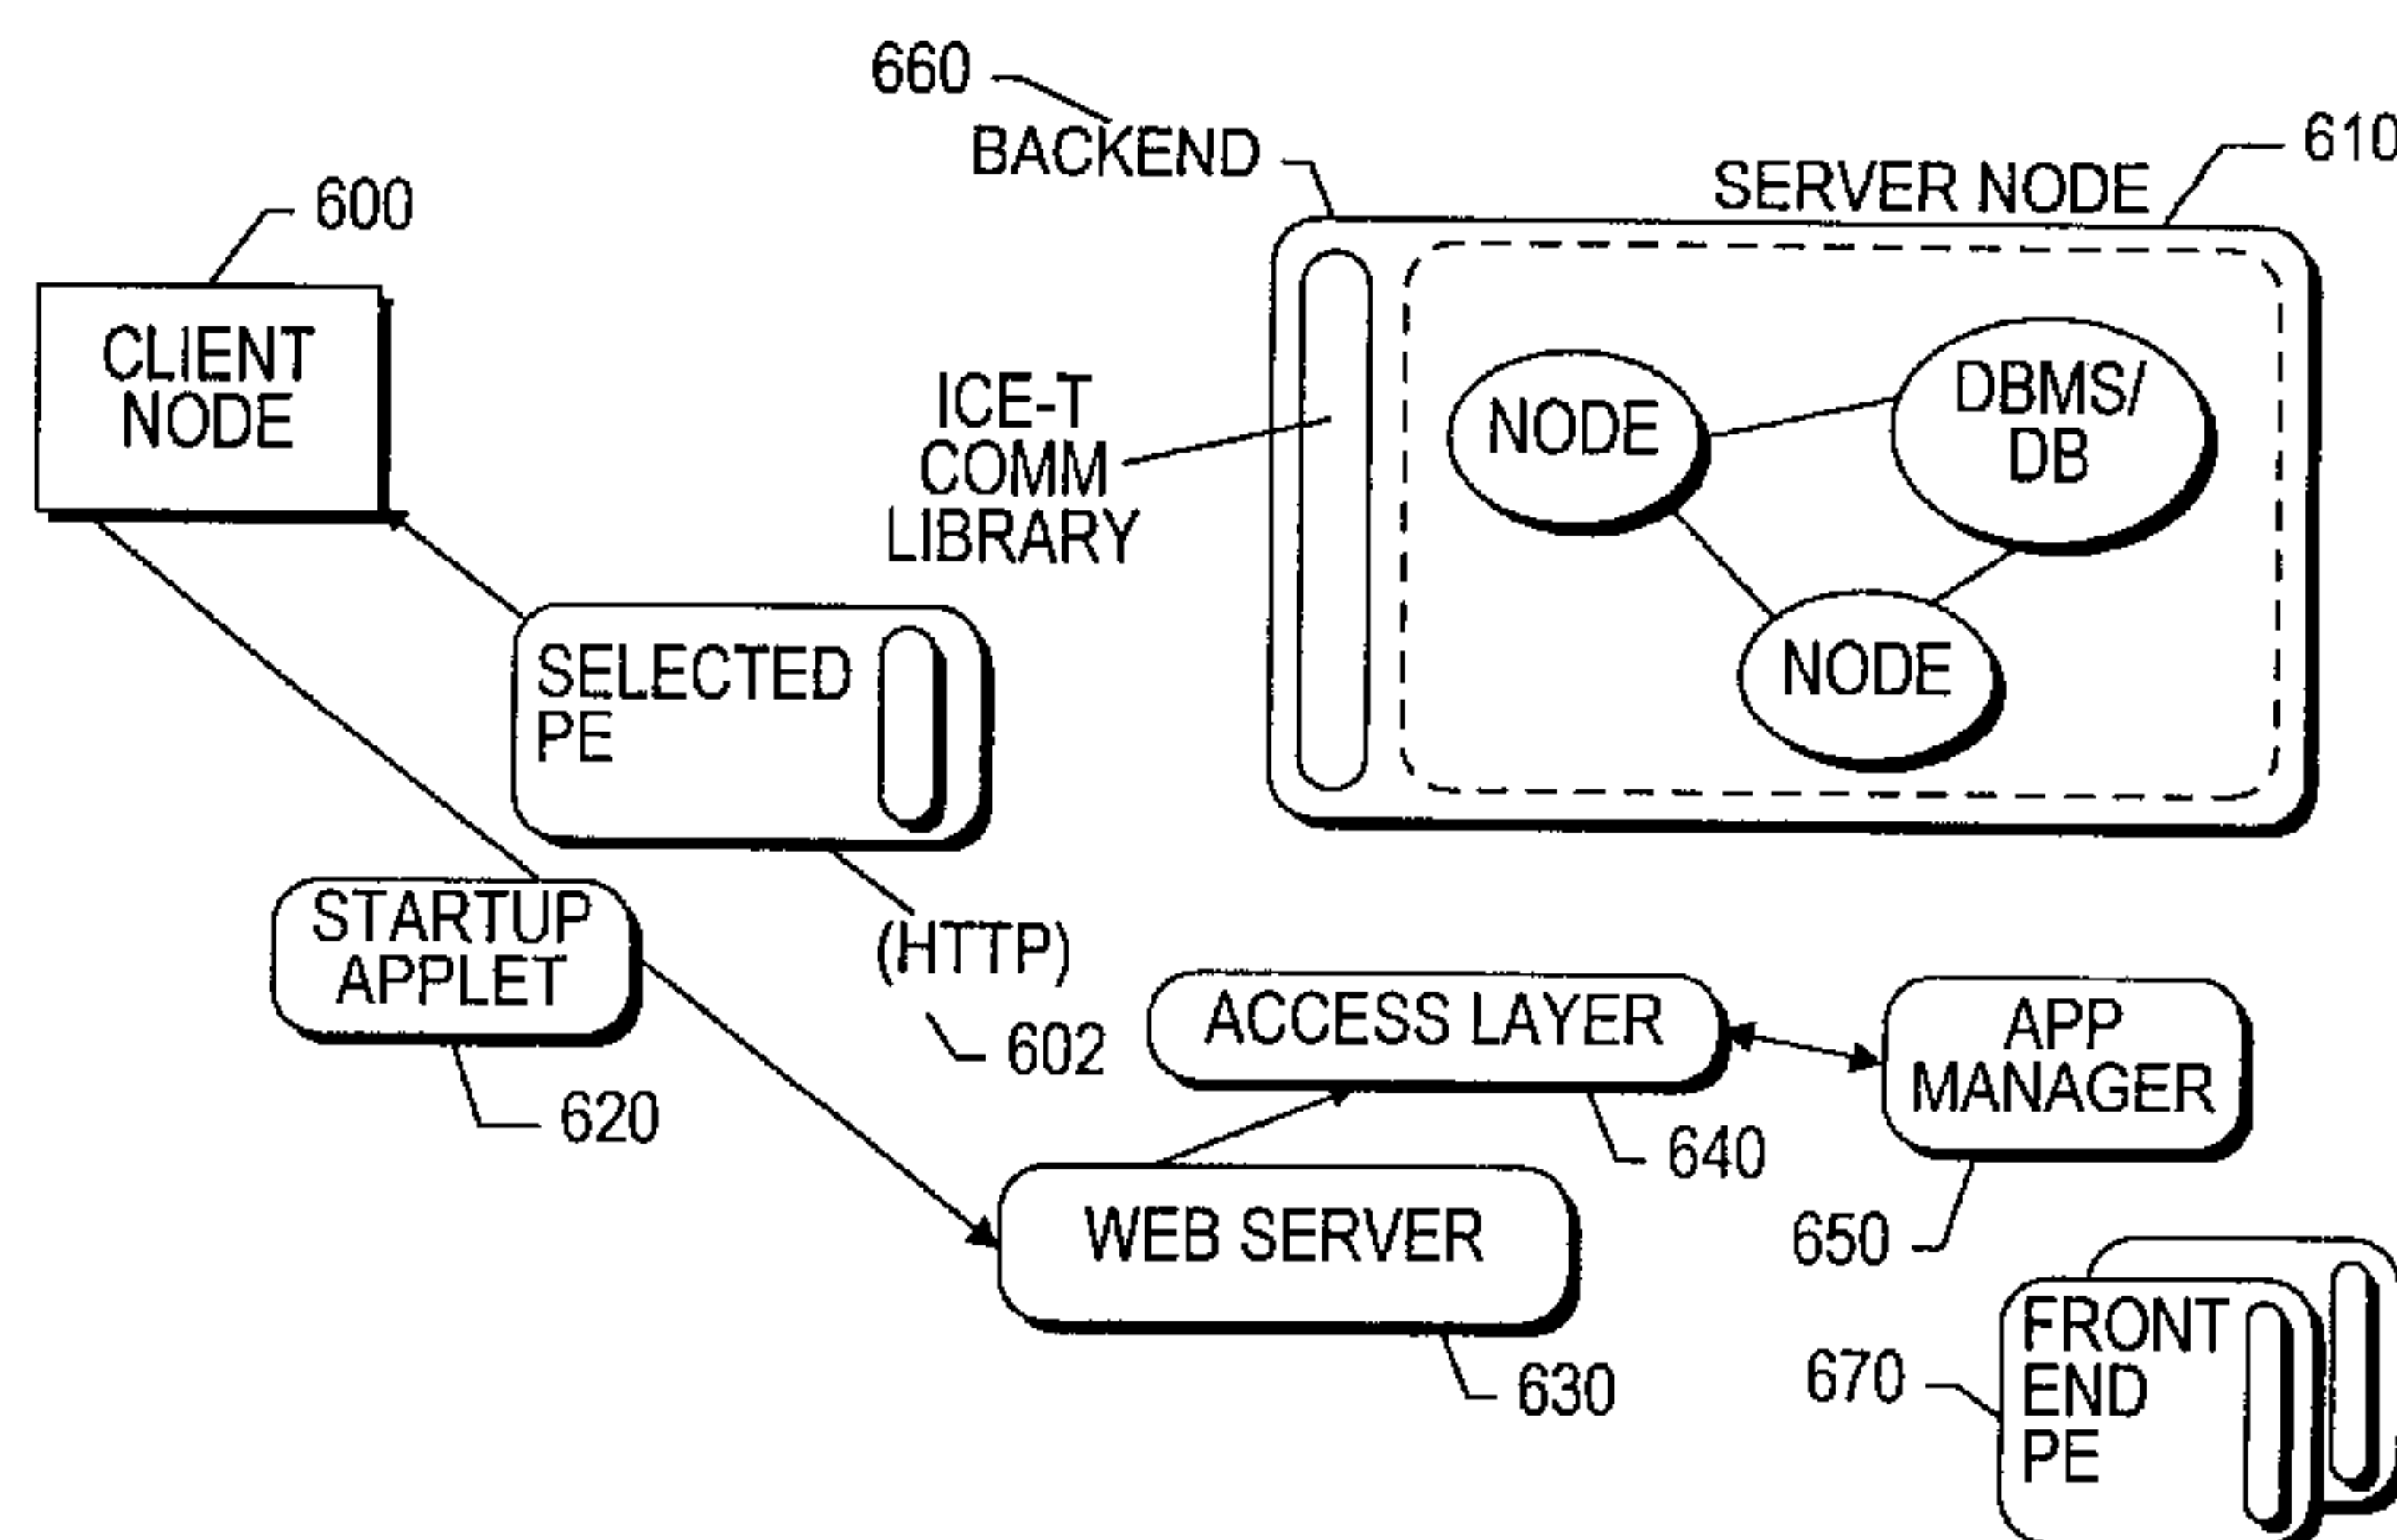 660
BACKEND
610
SERVER NODE
600
CLIENT
NODE
ICE-T
COMM
LIBRARY
NODE
DBMS/
DB
NODE
SELECTED
PE
STARTUP
APPLET
(HTTP)
602
620
ACCESS LAYER
APP
MANAGER
640
650
WEB SERVER
630
FRONT
END
PE
670